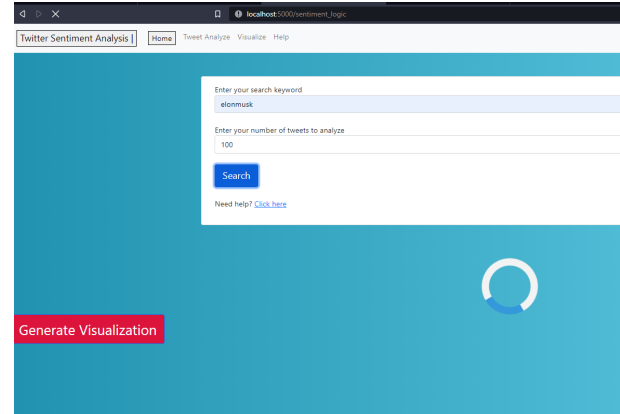 localhost:5000/sentiment_logic
Twitter Sentiment Analysis | Home Tweet Analyze Visualize Help
Enter your search keyword
elonmusk
Enter your number of tweets to analyze
100
Search
Need help? Click here
Generate Visualization